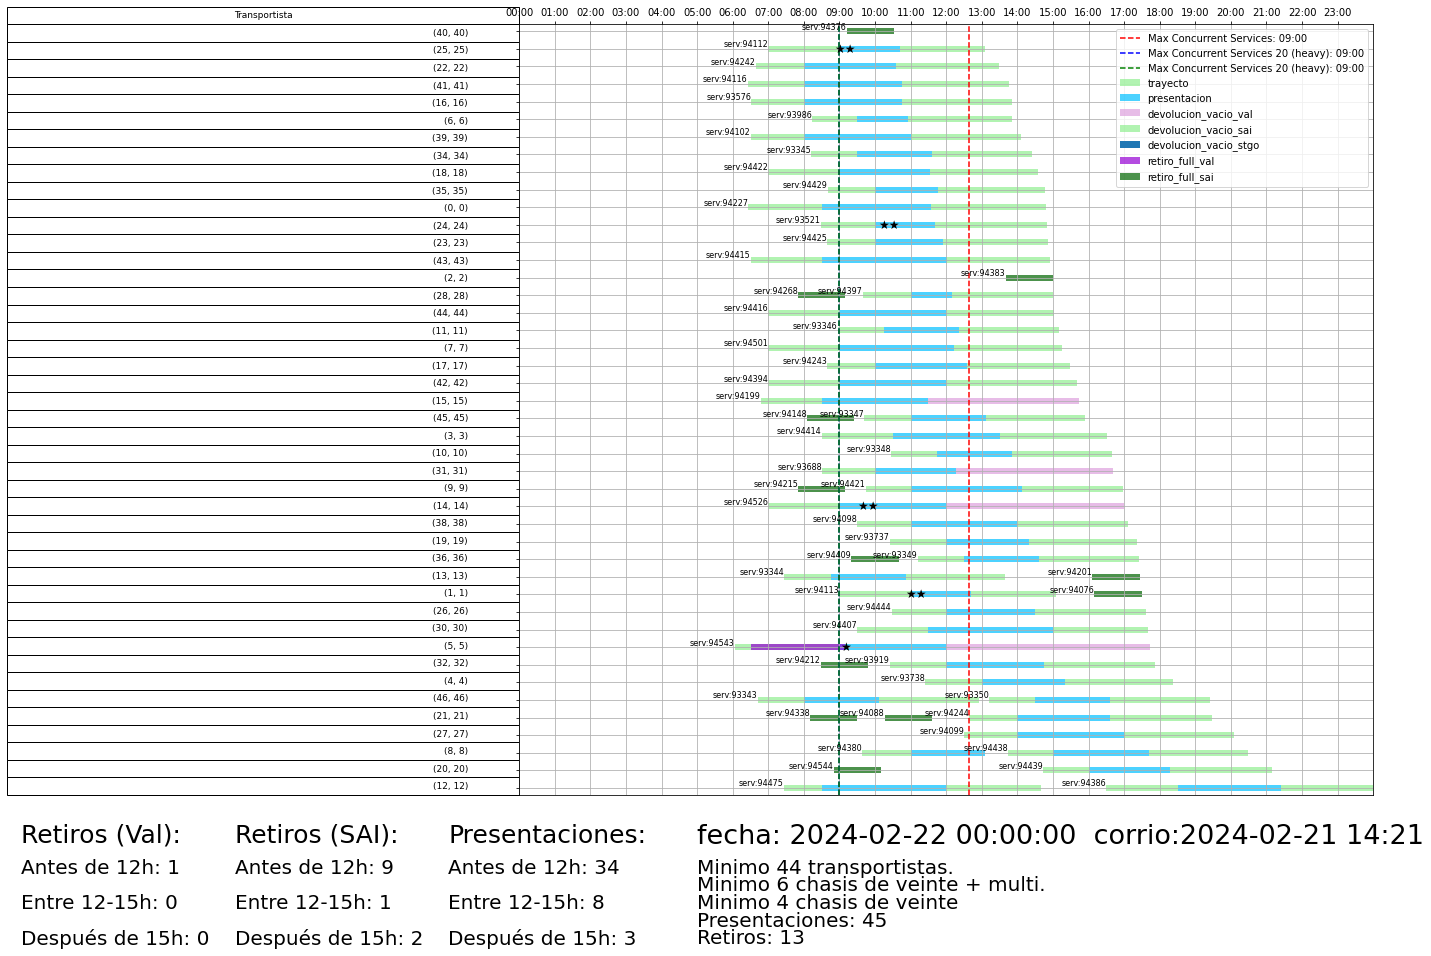 Transportista
00:00 01:00 02:00 03:00 04:00 05:00 06:00 07:00 08:00 09:00 10:00 11:00 12:00 13:00 14:00 15:00 16:00 17:00 18:00 19:00 20:00 21:00 22:00 23:00
(40, 40) serv:94376
(25, 25) serv:94112
(22, 22) serv:94242
(41, 41) serv:94116
(16, 16) serv:93576
(6, 6) serv:93986
(39, 39) serv:94102
(34, 34) serv:93345
(18, 18) serv:94422
(35, 35) serv:94429
(0, 0) serv:94227
(24, 24) serv:93521
(23, 23) serv:94425
(43, 43) serv:94415
(2, 2) serv:94383
(28, 28) serv:94268 serv:94397
(44, 44) serv:94416
(11, 11) serv:93346
(7, 7) serv:94501
(17, 17) serv:94243
(42, 42) serv:94394
(15, 15) serv:94199
(45, 45) serv:94148 serv:93347
(3, 3) serv:94414
(10, 10) serv:93348
(31, 31) serv:93688
(9, 9) serv:94215 serv:94421
(14, 14) serv:94526
(38, 38) serv:94098
(19, 19) serv:93737
(36, 36) serv:94409 serv:93349
(13, 13) serv:93344 serv:94201
(1, 1) serv:94113 serv:94076
(26, 26) serv:94444
(30, 30) serv:94407
(5, 5) serv:94543
(32, 32) serv:94212 serv:93919
(4, 4) serv:93738
(46, 46) serv:93343 serv:93350
(21, 21) serv:94338 serv:94088 serv:94244
(27, 27) serv:94099
(8, 8) serv:94380 serv:94438
(20, 20) serv:94544 serv:94439
(12, 12) serv:94475 serv:94386
Max Concurrent Services: 09:00
Max Concurrent Services 20 (heavy): 09:00
Max Concurrent Services 20 (heavy): 09:00
trayecto
presentacion
devolucion_vacio_val
devolucion_vacio_sai
devolucion_vacio_stgo
retiro_full_val
retiro_full_sai
Retiros (Val):
Antes de 12h: 1
Entre 12-15h: 0
Después de 15h: 0
Retiros (SAI):
Antes de 12h: 9
Entre 12-15h: 1
Después de 15h: 2
Presentaciones:
Antes de 12h: 34
Entre 12-15h: 8
Después de 15h: 3
fecha: 2024-02-22 00:00:00 corrio:2024-02-21 14:21
Minimo 44 transportistas.
Minimo 6 chasis de veinte + multi.
Minimo 4 chasis de veinte
Presentaciones: 45
Retiros: 13